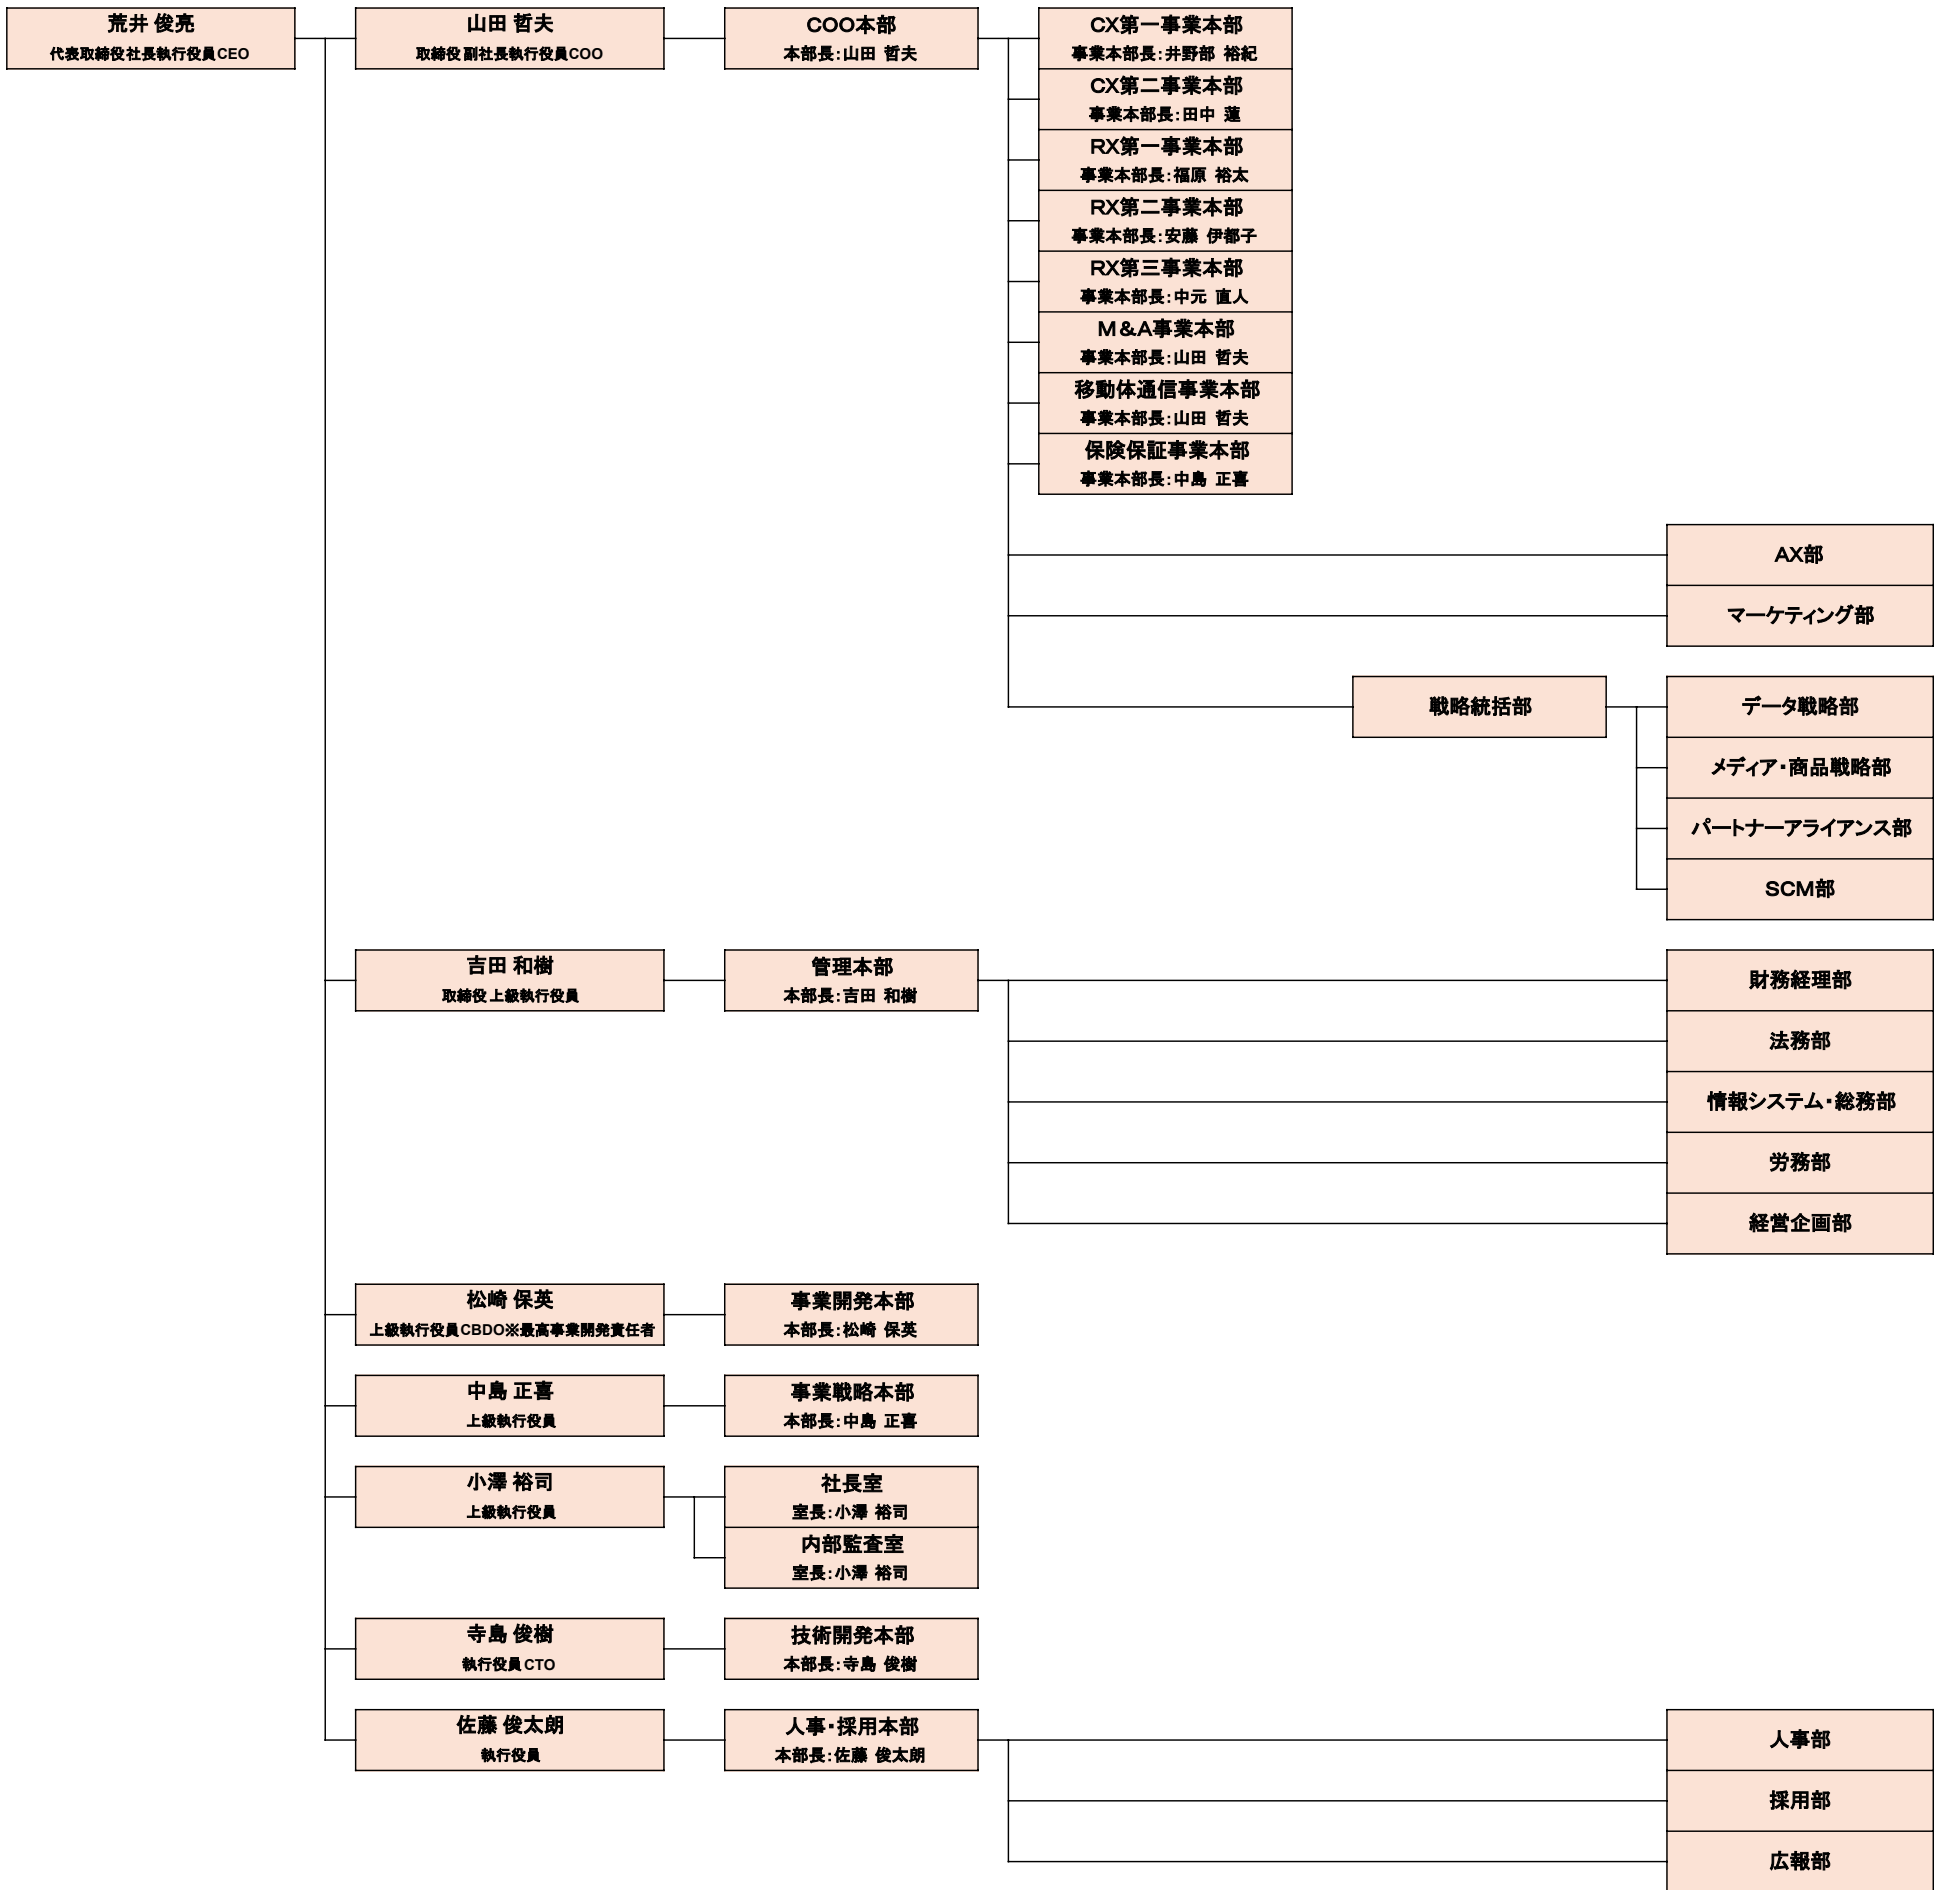 荒井 俊亮
代表取締役 社長執行役員CEO
山田 哲夫
取締役 副社長執行役員COO
COO本部
本部長：山田 哲夫
CX第一事業本部
事業本部長：井野部 裕紀
CX第二事業本部
事業本部長：田中 蓮
RX第一事業本部
事業本部長：福原 裕太
RX第二事業本部
事業本部長：安藤 伊都子
RX第三事業本部
事業本部長：中元 直人
M&A事業本部
事業本部長：山田 哲夫
移動体通信事業本部
事業本部長：山田 哲夫
保険保証事業本部
事業本部長：中島 正喜
AX部
マーケティング部
戦略統括部
データ戦略部
メディア・商品戦略部
パートナーアライアンス部
SCM部
吉田 和樹
取締役 上級執行役員
管理本部
本部長：吉田 和樹
財務経理部
法務部
情報システム・総務部
労務部
経営企画部
松崎 保英
上級執行役員CBDO※最高事業開発責任者
事業開発本部
本部長：松崎 保英
中島 正喜
上級執行役員
事業戦略本部
本部長：中島 正喜
小澤 裕司
上級執行役員
社長室
室長：小澤 裕司
内部監査室
室長：小澤 裕司
寺島 俊樹
執行役員 CTO
技術開発本部
本部長：寺島 俊樹
佐藤 俊太朗
執行役員
人事・採用本部
本部長：佐藤 俊太朗
人事部
採用部
広報部